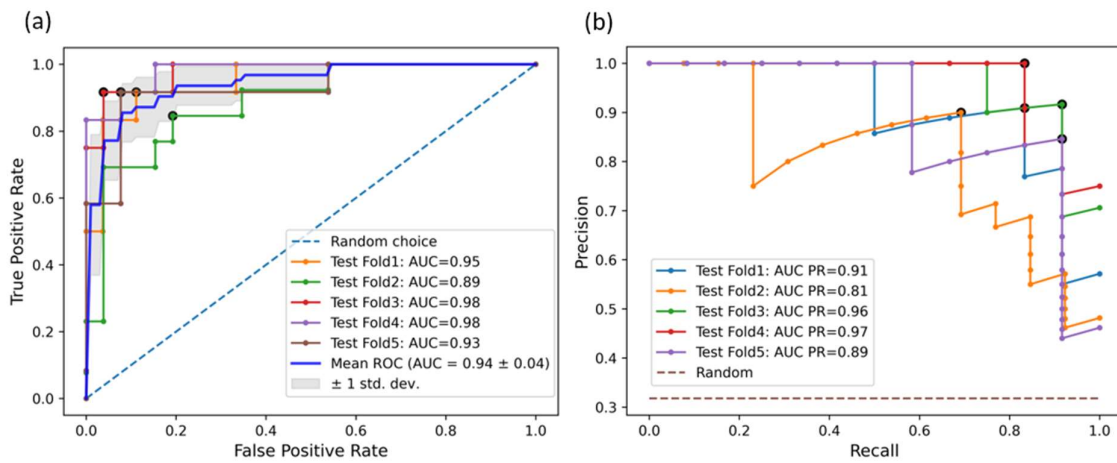 (a)
1.0
0.8
0.6
0.4
0.2
0.0
True Positive Rate
0.0
0.2
0.4
0.6
0.8
1.0
False Positive Rate
Random choice
Test Fold1: AUC=0.95
Test Fold2: AUC=0.89
Test Fold3: AUC=0.98
Test Fold4: AUC=0.98
Test Fold5: AUC=0.93
Mean ROC (AUC = 0.94 ± 0.04)
± 1 std. dev.
(b)
1.0
0.9
0.8
0.7
0.6
0.5
0.4
0.3
Precision
0.0
0.2
0.4
0.6
0.8
1.0
Recall
Test Fold1: AUC PR=0.91
Test Fold2: AUC PR=0.81
Test Fold3: AUC PR=0.96
Test Fold4: AUC PR=0.97
Test Fold5: AUC PR=0.89
Random